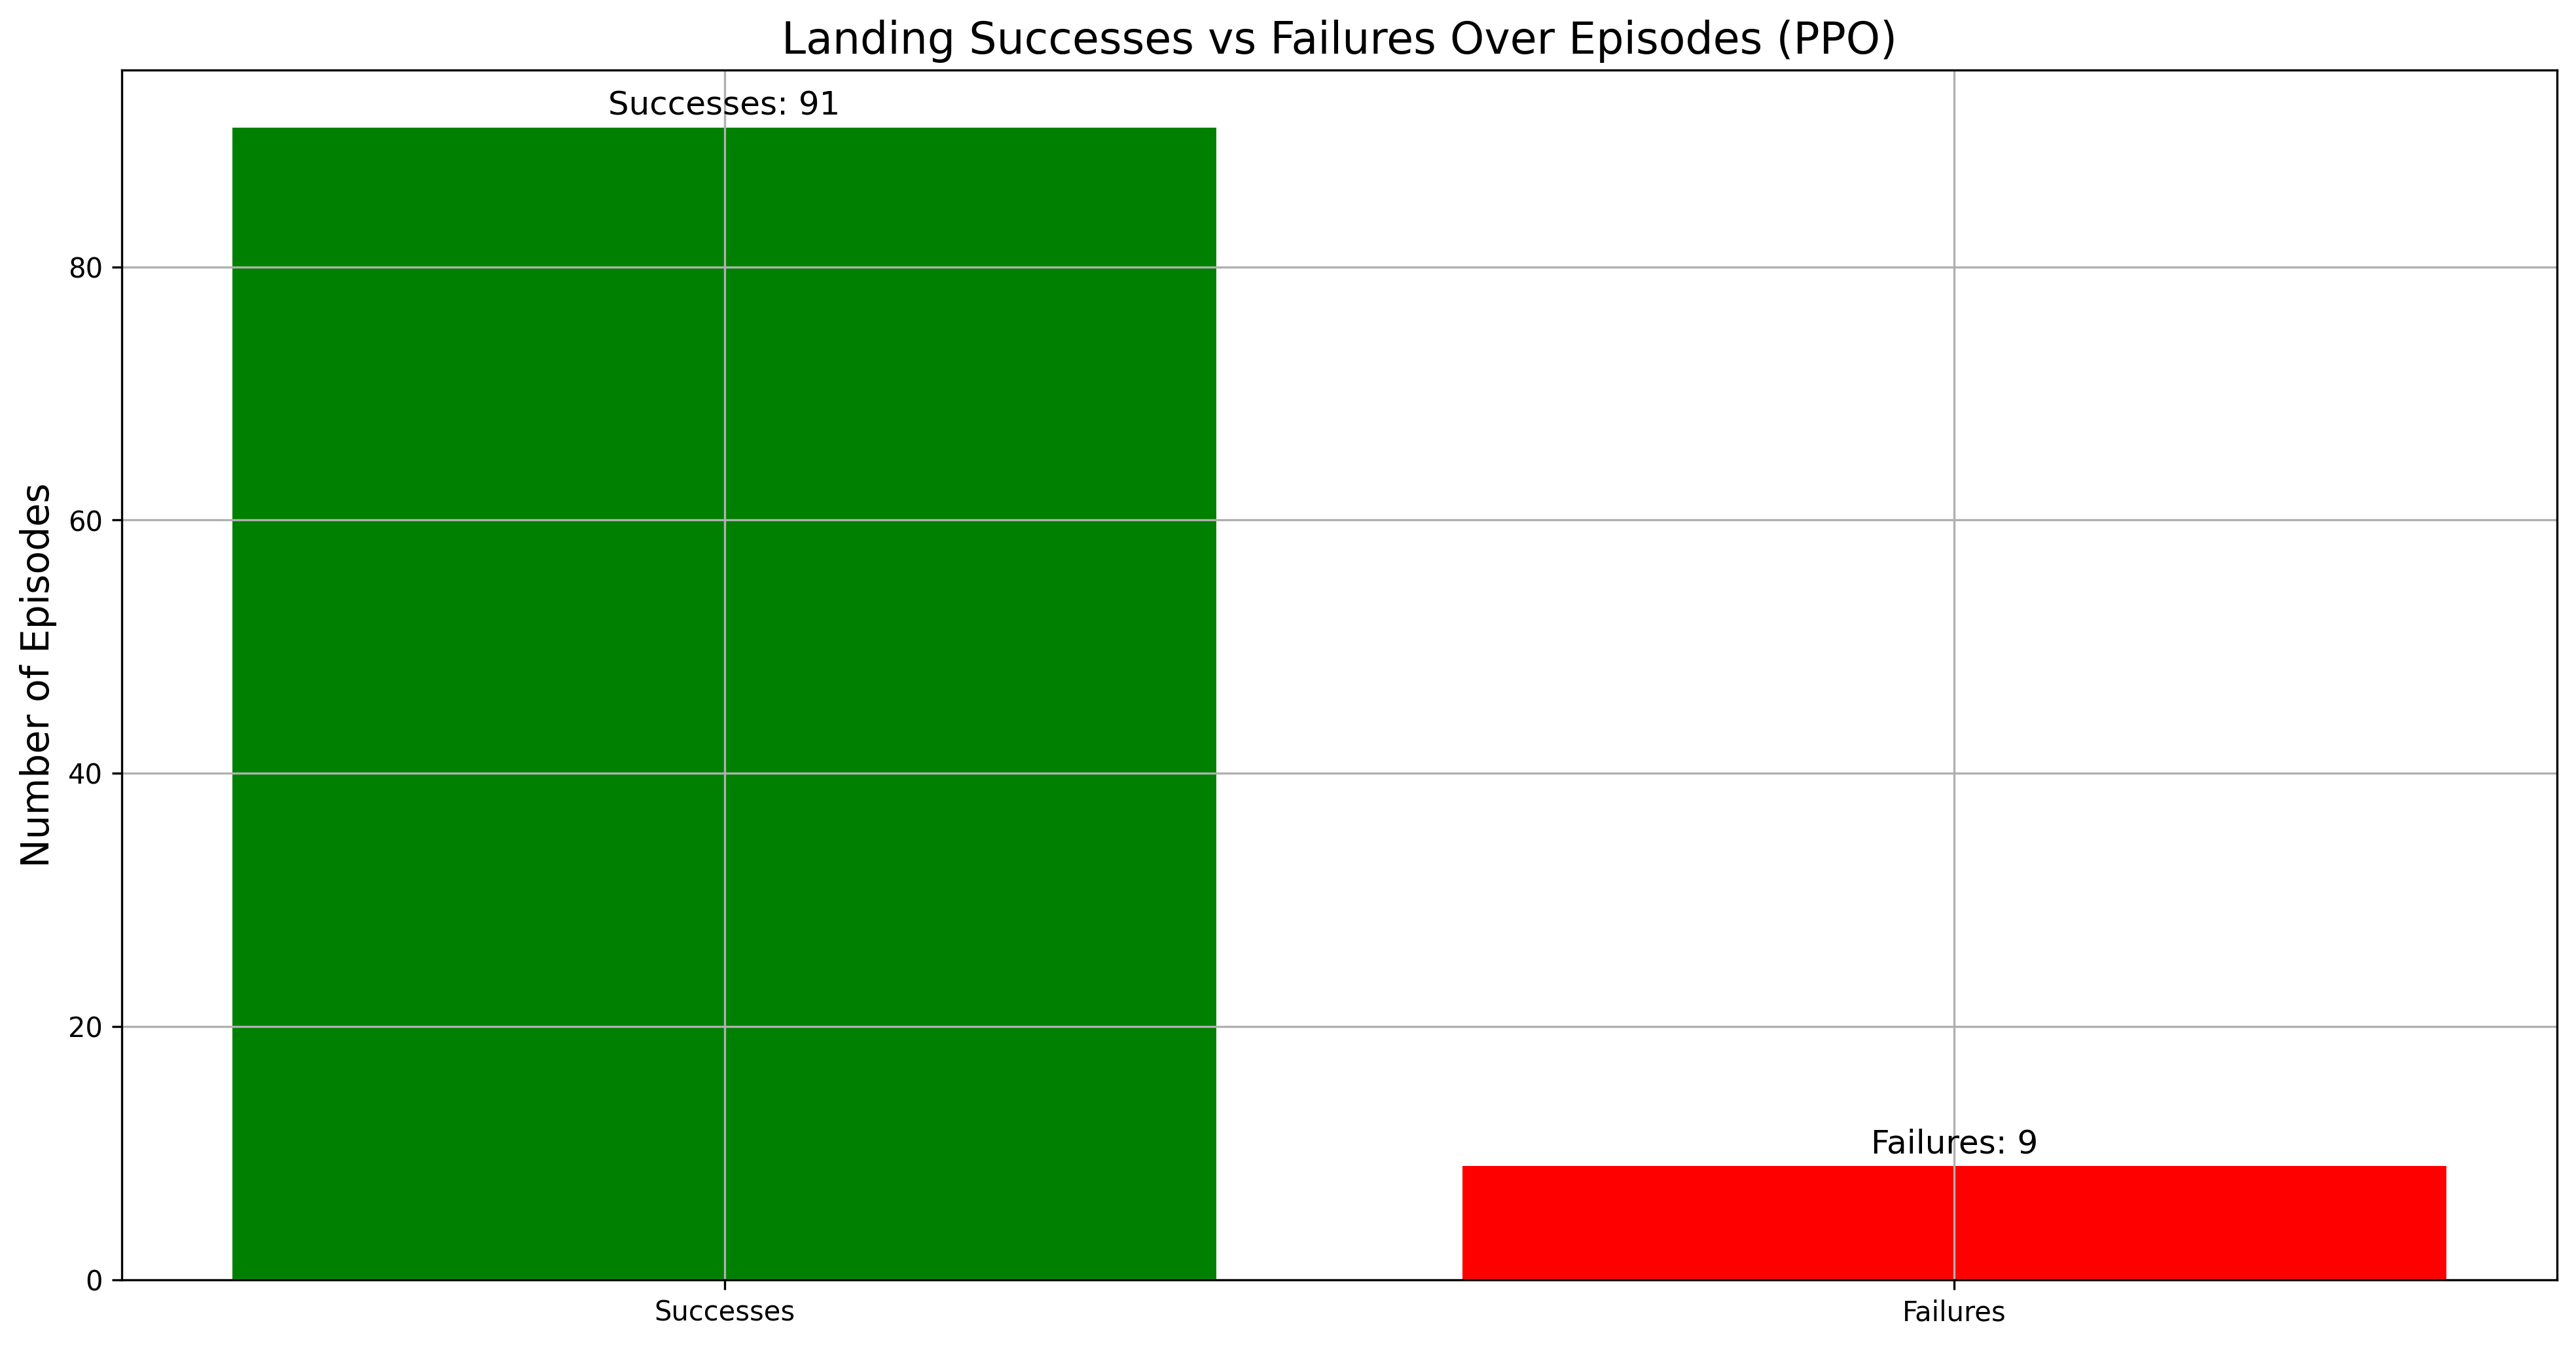 Landing Successes vs Failures Over Episodes (PPO)
Successes: 91
80
60
40
20
0
Number of Episodes
Failures: 9
Successes
Failures